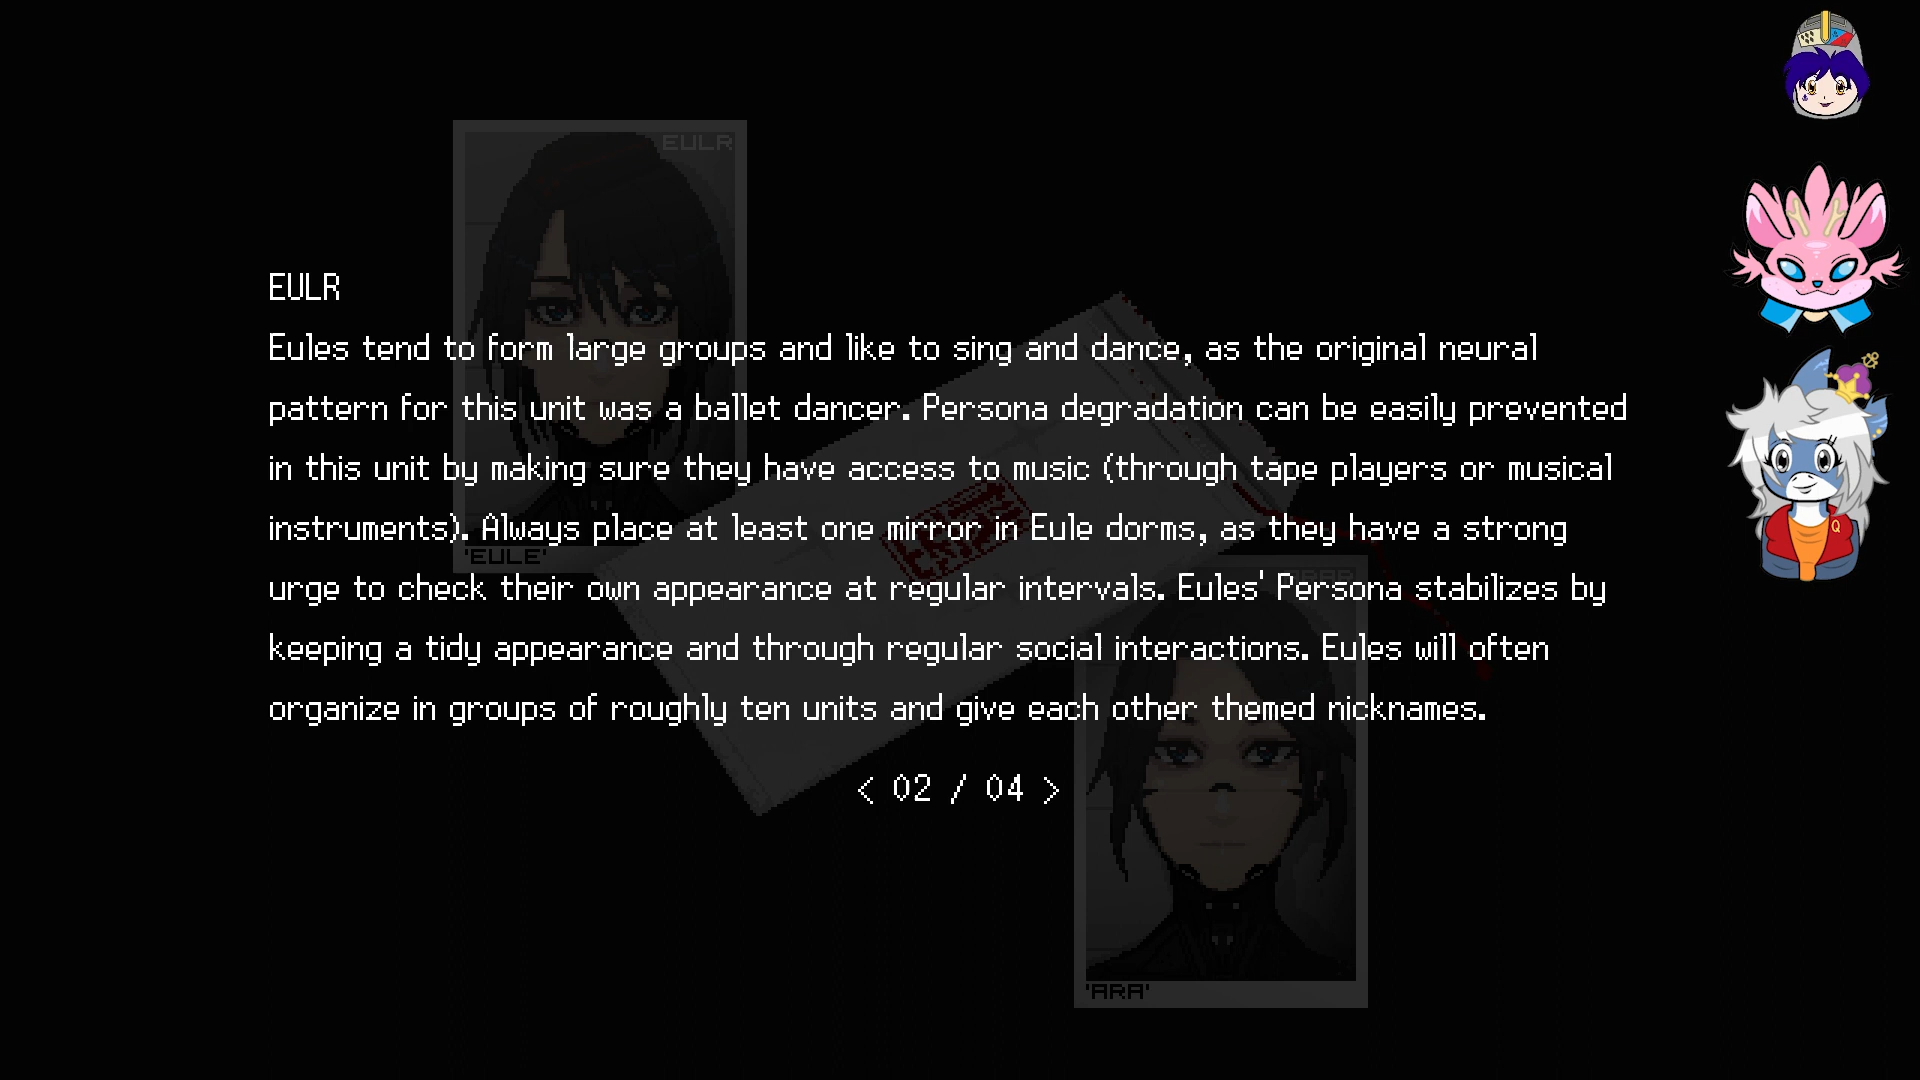 EULR
EULR
Eules tend to form large groups and like to sing and dance, as the original neural
pattern for this unit was a ballet dancer. Persona degradation can be easily prevented
in this unit by making sure they have access to music (through tape players or musical
instruments). Always place at least one mirror in Eule dorms, as they have a strong
'EULE'
urge to check their own appearance at regular intervals. Eules' Persona stabilizes by
keeping a tidy appearance and through regular social interactions. Eules will often
organize in groups of roughly ten units and give each other themed nicknames.
< 02 / 04 >
'ARA'
Q